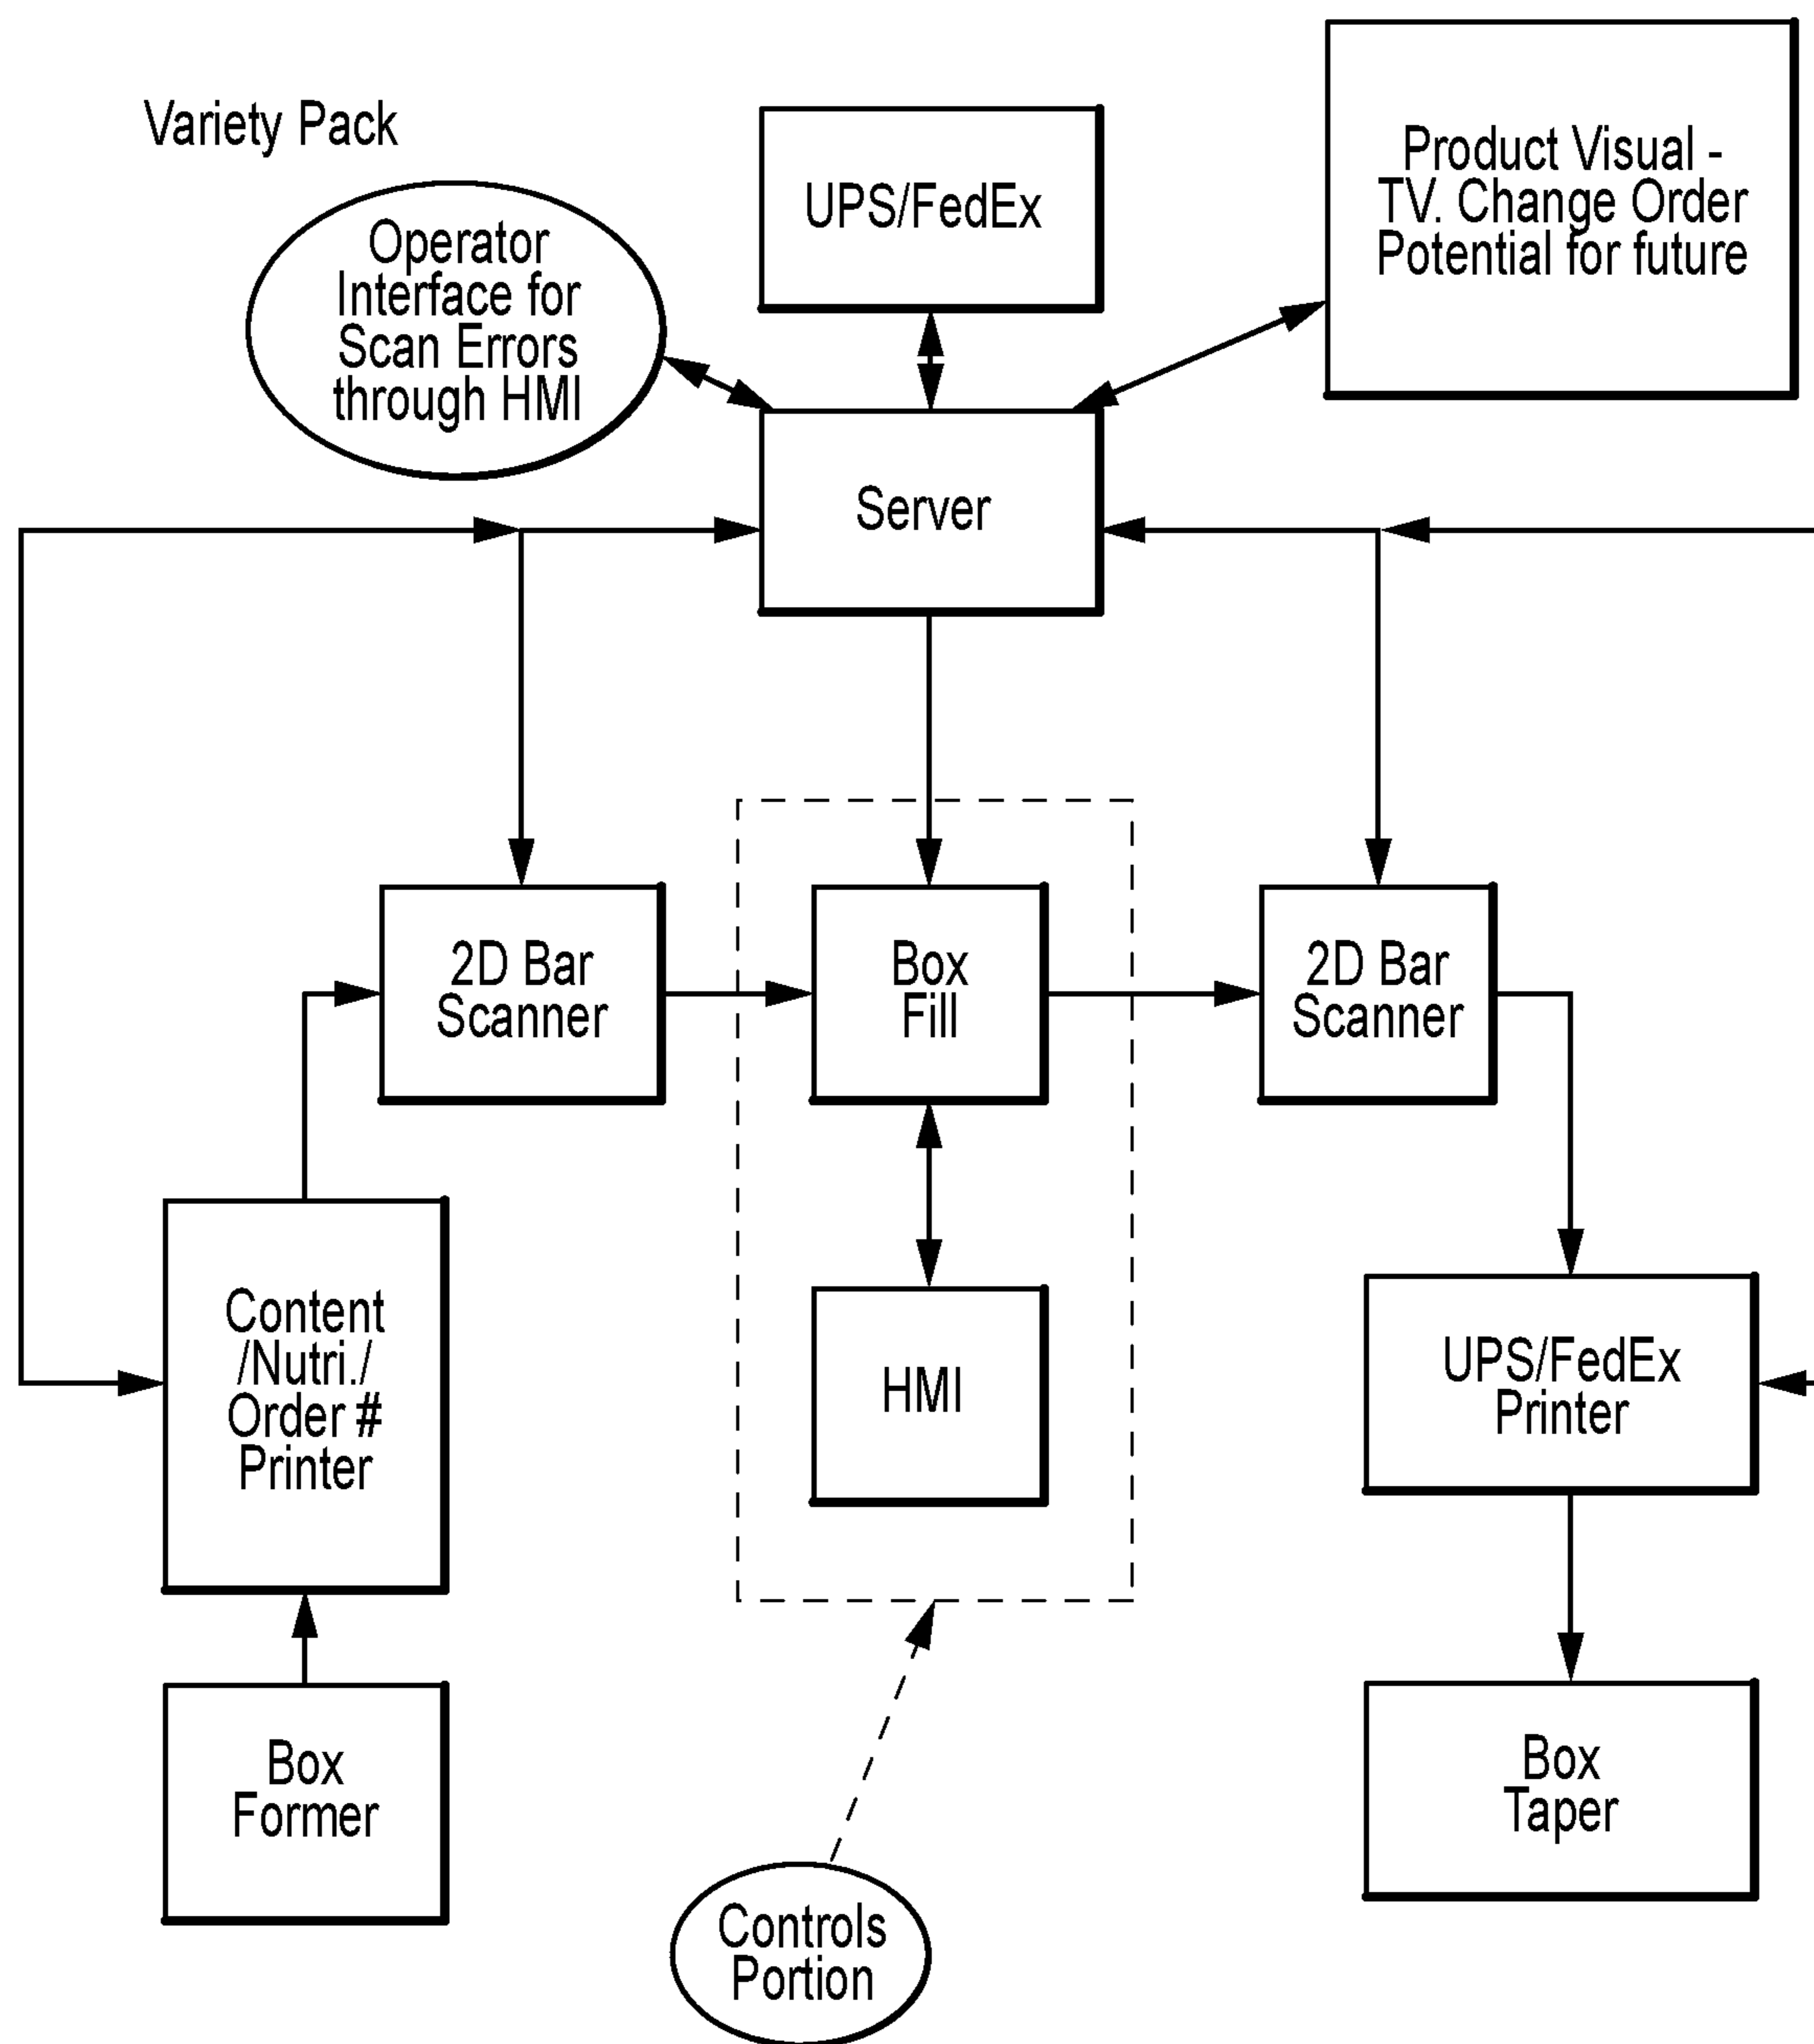 Variety Pack
UPS/FedEx
Product Visual -
TV. Change Order
Potential for future
Operator
Interface for
Scan Errors
through HMI
Server
2D Bar
Scanner
Box
Fill
2D Bar
Scanner
Content
/Nutri./
Order #
Printer
HMI
UPS/FedEx
Printer
Box
Former
Box
Taper
Controls
Portion